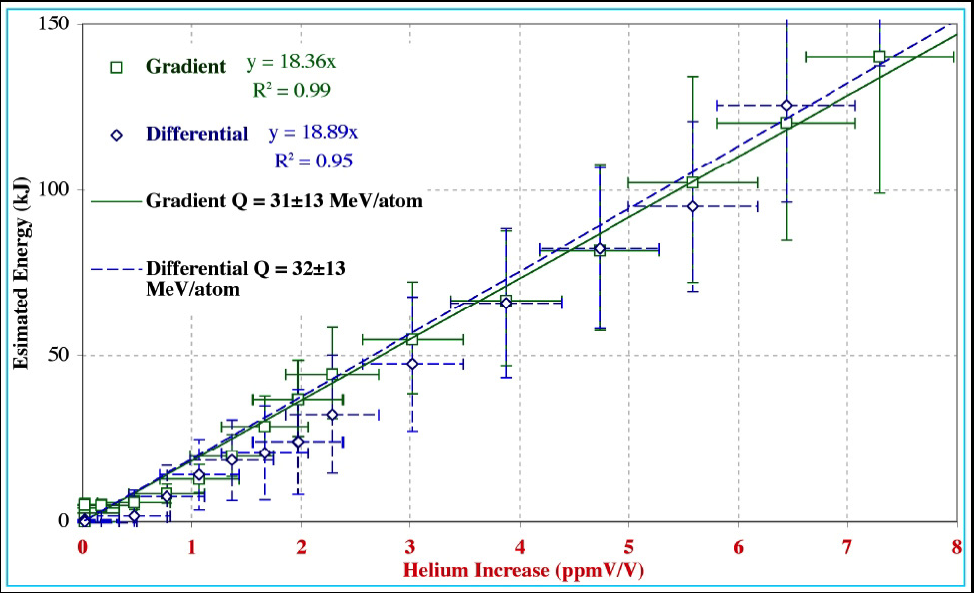 150
100
50
0
Esimated Energy (kJ)
Gradient y = 18.36x
R² = 0.99
Differential y = 18.89x
R² = 0.95
Gradient Q = 31±13 MeV/atom
Differential Q = 32±13
MeV/atom
0 1 2 3 4 5 6 7 8
Helium Increase (ppmV/V)